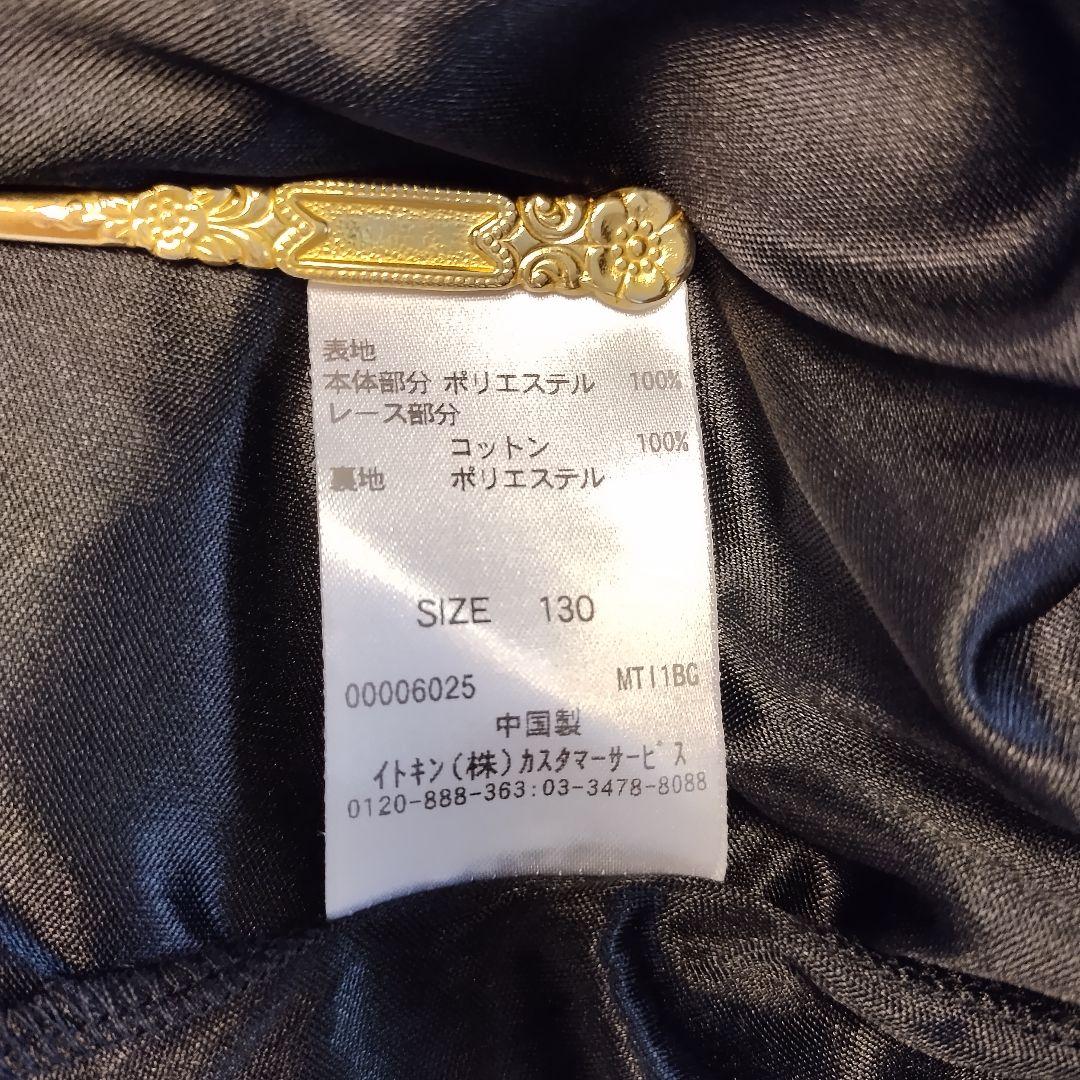 表地
本体部分 ポリエステル 100%
レース部分
コットン 100%
裏地 ポリエステル
SIZE 130
00006025 MTI1BG
中国製
イトキン(株)カスタマーサービス
0120-888-363:03-3478-8088